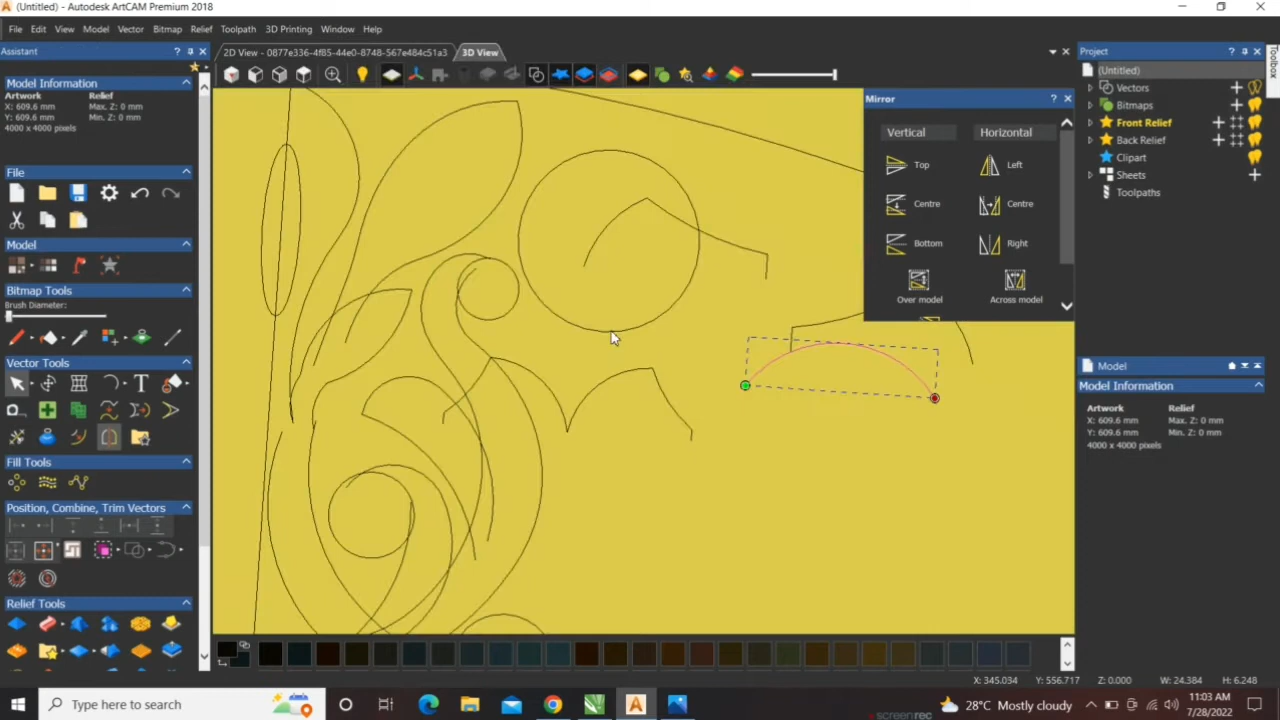 (Untitled) - Autodesk ArtCAM Premium 2018
File Edit View Model Vector Bitmap Relief Toolpath 3D Printing Window Help
Assistant
2D View - 0877e336-4f85-44e0-8748-567e484c51a3
3D View
Project
Toolbox
Model Information
Artwork Relief
X: 609.6 mm Max. Z: 0 mm
Y: 609.6 mm Min. Z: 0 mm
4000 x 4000 pixels
File
Model
Bitmap Tools
Brush Diameter:
Vector Tools
Fill Tools
Position, Combine, Trim Vectors
Relief Tools
Mirror
Vertical Horizontal
Top Left
Centre Centre
Bottom Right
Over model Across model
(Untitled)
Vectors
Bitmaps
Front Relief
Back Relief
Clipart
Sheets
Toolpaths
Model
Model Information
Artwork Relief
X: 609.6 mm Max. Z: 0 mm
Y: 609.6 mm Min. Z: 0 mm
4000 x 4000 pixels
X: 345.034 Y: 556.717 Z: 0.000 W: 24.384 H: 6.248
Type here to search
28°C Mostly cloudy
11:03 AM
7/28/2022
screenrec